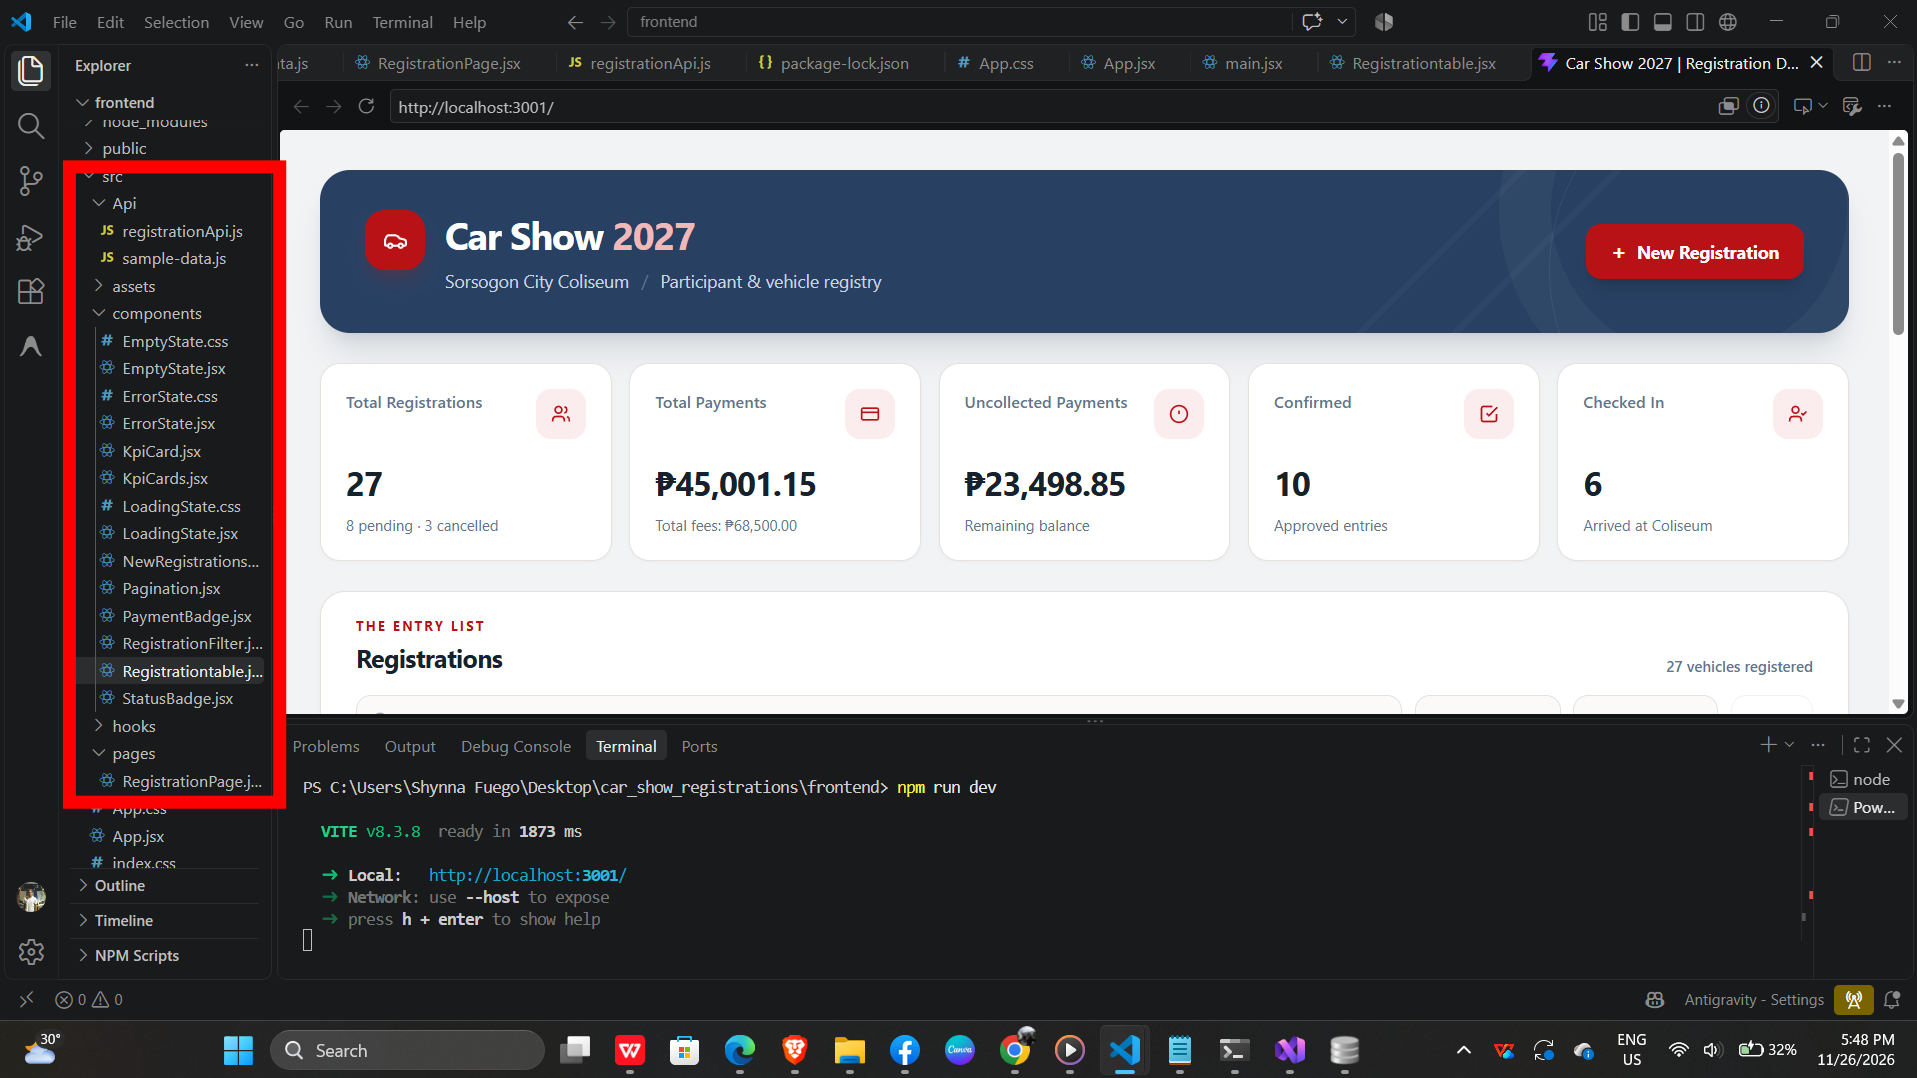 File Edit Selection View Go Run Terminal Help
frontend
Explorer
ta.js
RegistrationPage.jsx
JS registrationApi.js
{} package-lock.json
# App.css
App.jsx
main.jsx
Registrationtable.jsx
Car Show 2027 | Registration D...
http://localhost:3001/
frontend
node_modules
public
src
Api
JS registrationApi.js
JS sample-data.js
assets
components
# EmptyState.css
EmptyState.jsx
# ErrorState.css
ErrorState.jsx
KpiCard.jsx
KpiCards.jsx
# LoadingState.css
LoadingState.jsx
NewRegistrations...
Pagination.jsx
PaymentBadge.jsx
RegistrationFilter.j...
Registrationtable.j...
StatusBadge.jsx
hooks
pages
RegistrationPage.j...
# App.css
App.jsx
# index.css
Outline
Timeline
NPM Scripts
Car Show 2027
Sorsogon City Coliseum / Participant & vehicle registry
+ New Registration
Total Registrations
27
8 pending · 3 cancelled
Total Payments
₱45,001.15
Total fees: ₱68,500.00
Uncollected Payments
₱23,498.85
Remaining balance
Confirmed
10
Approved entries
Checked In
6
Arrived at Coliseum
THE ENTRY LIST
Registrations
27 vehicles registered
Problems Output Debug Console Terminal Ports
PS C:\Users\Shynna Fuego\Desktop\car_show_registrations\frontend> npm run dev
VITE v8.3.8 ready in 1873 ms
➜ Local: http://localhost:3001/
➜ Network: use --host to expose
➜ press h + enter to show help
node
Pow...
0 0
Antigravity - Settings
30°
Search
Canva
ENG
US
32%
5:48 PM
11/26/2026